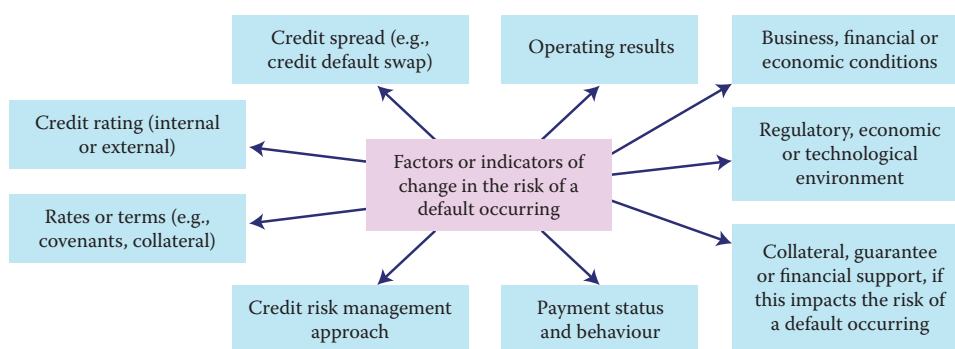 Credit spread (e.g.,
credit default swap)
Operating results
Business, financial or
economic conditions
Credit rating (internal
or external)
Factors or indicators of
change in the risk of a
default occurring
Regulatory, economic
or technological
environment
Rates or terms (e.g.,
covenants, collateral)
Credit risk management
approach
Payment status
and behaviour
Collateral, guarantee
or financial support, if
this impacts the risk of
a default occurring